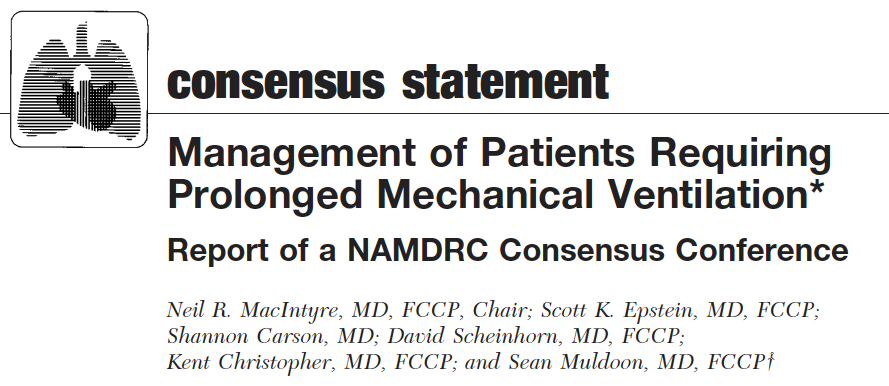 consensus statement
Management of Patients Requiring
Prolonged Mechanical Ventilation*
Report of a NAMDRC Consensus Conference
Neil R. MacIntyre, MD, FCCP, Chair; Scott K. Epstein, MD, FCCP;
Shannon Carson, MD; David Scheinhorn, MD, FCCP;
Kent Christopher, MD, FCCP; and Sean Muldoon, MD, FCCP†